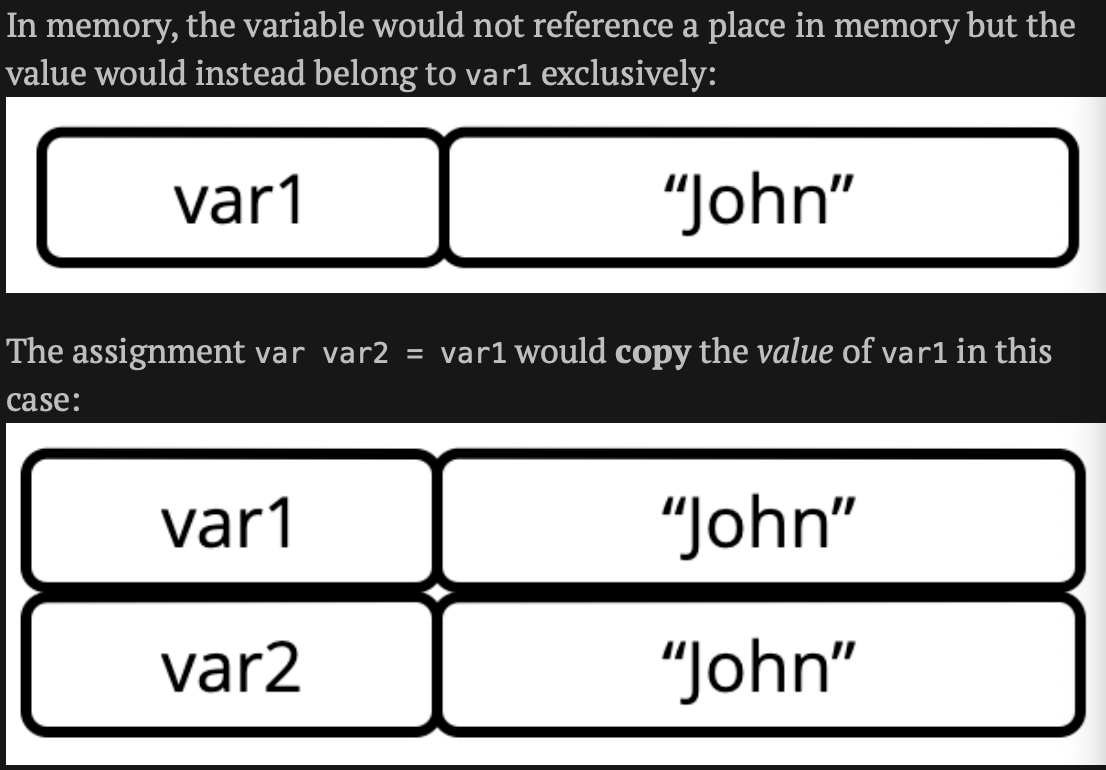 In memory, the variable would not reference a place in memory but the
value would instead belong to var1 exclusively:
var1 “John”
The assignment var var2 = var1 would copy the value of var1 in this
case:
var1 “John”
var2 “John”